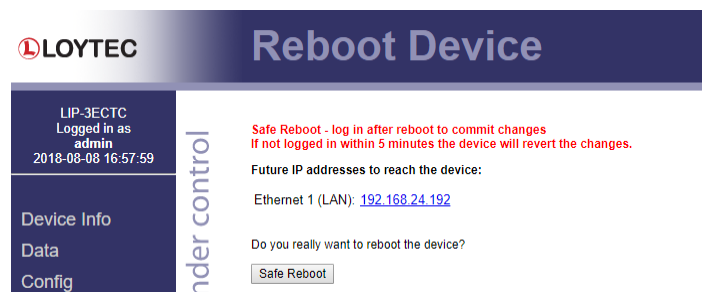 LOYTEC
Reboot Device
LIP-3ECTC
Logged in as
admin
2018-08-08 16:57:59
Device Info
Data
Config
nder control
Safe Reboot - log in after reboot to commit changes
If not logged in within 5 minutes the device will revert the changes.
Future IP addresses to reach the device:
Ethernet 1 (LAN): 192.168.24.192
Do you really want to reboot the device?
Safe Reboot